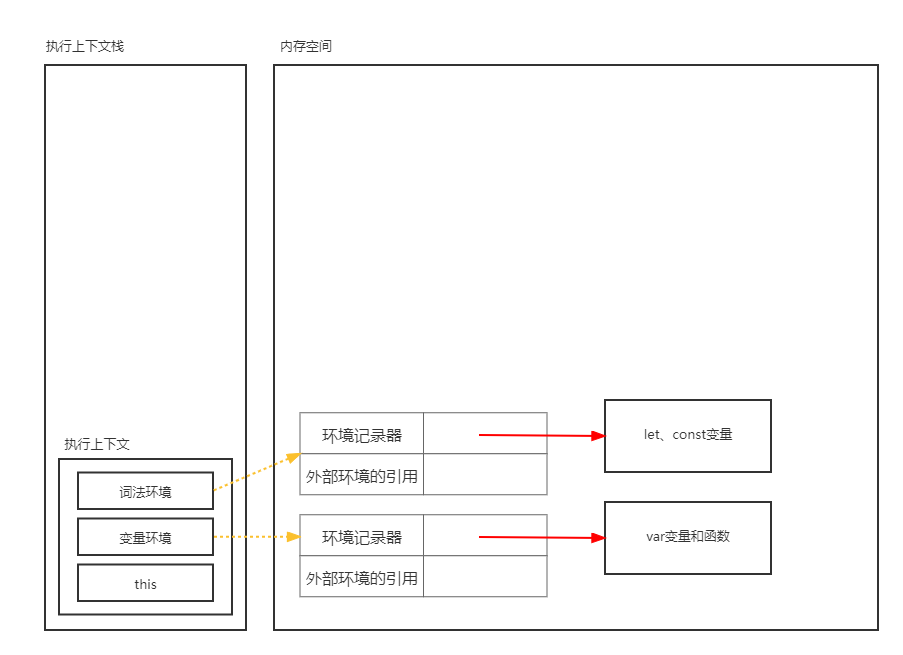 执行上下文栈
内存空间
执行上下文
词法环境
变量环境
this
环境记录器
外部环境的引用
let、const变量
环境记录器
外部环境的引用
var变量和函数